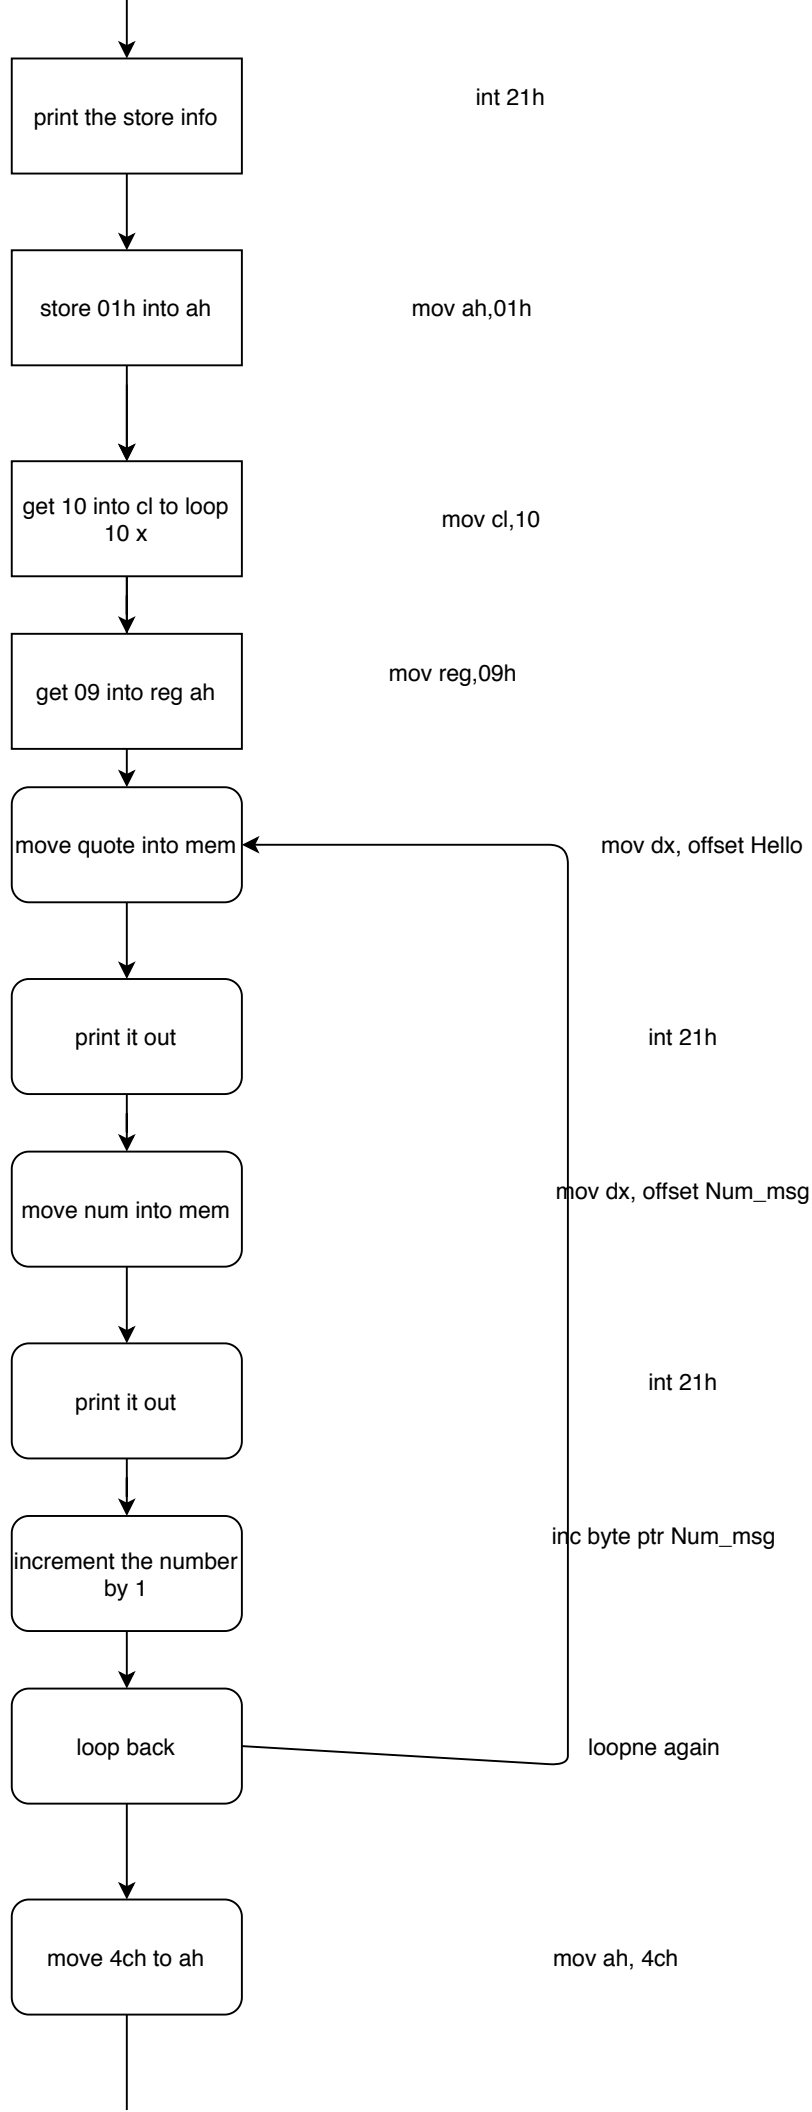 print the store info
int 21h
store 01h into ah
mov ah,01h
get 10 into cl to loop
10 x
mov cl,10
get 09 into reg ah
mov reg,09h
move quote into mem
mov dx, offset Hello
print it out
int 21h
move num into mem
mov dx, offset Num_msg
print it out
int 21h
increment the number
by 1
inc byte ptr Num_msg
loop back
loopne again
move 4ch to ah
mov ah, 4ch